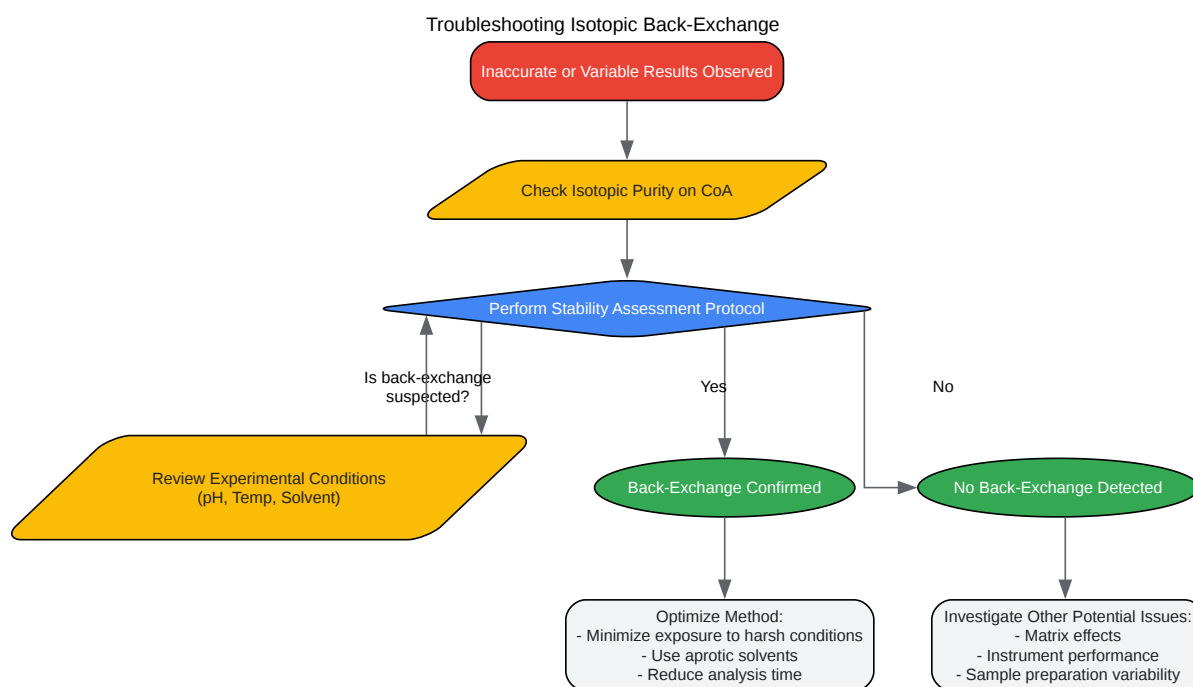 Troubleshooting Isotopic Back-Exchange
Inaccurate or Variable Results Observed
Check Isotopic Purity on CoA
Perform Stability Assessment Protocol
Is back-exchange
suspected?
Yes
No
Review Experimental Conditions
(pH, Temp, Solvent)
Back-Exchange Confirmed
No Back-Exchange Detected
Optimize Method:
- Minimize exposure to harsh conditions
- Use aprotic solvents
- Reduce analysis time
Investigate Other Potential Issues:
- Matrix effects
- Instrument performance
- Sample preparation variability